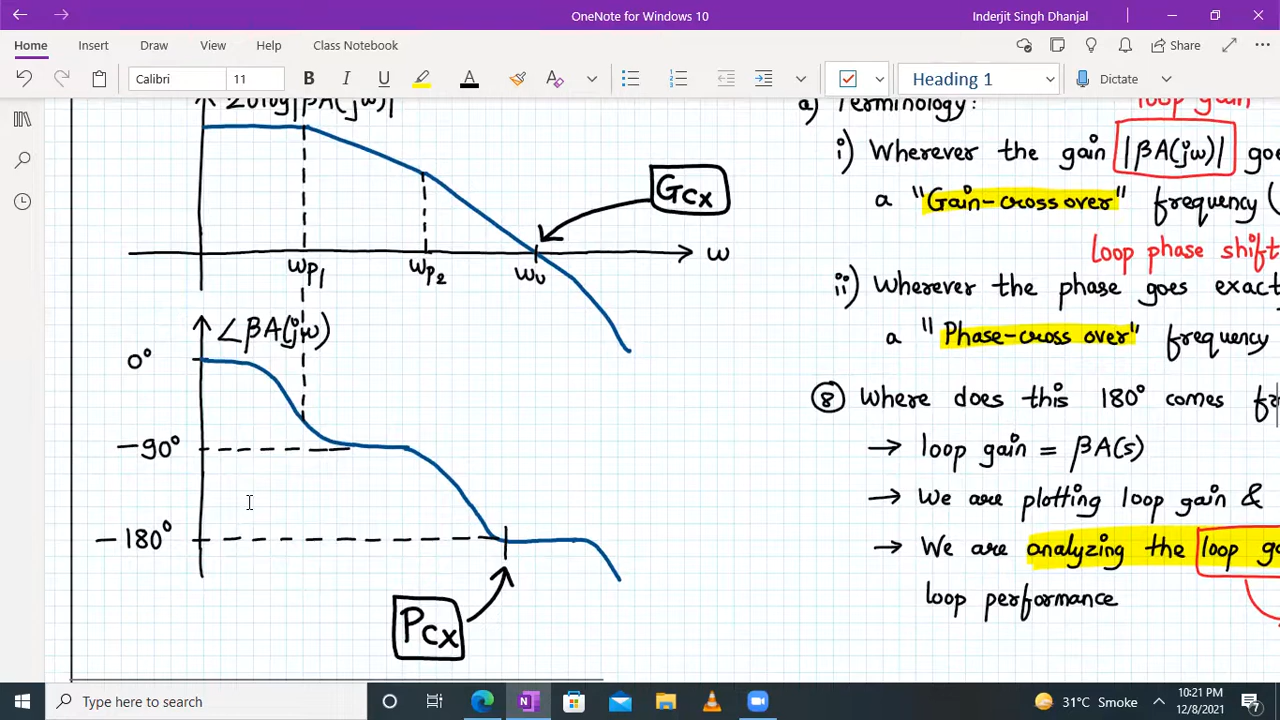 OneNote for Windows 10
Inderjit Singh Dhanjal
Home Insert Draw View Help Class Notebook
Share
Calibri 11 B I U A A Heading 1 Dictate
20log|βA(jω)|
GCX
ω
ωp1 ωp2 ωu
∠βA(jω)
0°
-90°
-180°
PCX
a) Terminology: loop gain
i) Wherever the gain |βA(jω)| goe
a "Gain-cross over" frequency (
loop phase shift
ii) Wherever the phase goes exact
a "Phase-cross over" frequency
⑧ Where does this 180° comes
→ loop gain = βA(s)
→ We are plotting loop gain &
→ We are analyzing the loop ga
loop performance
Type here to search
31°C Smoke
10:21 PM
12/8/2021
7